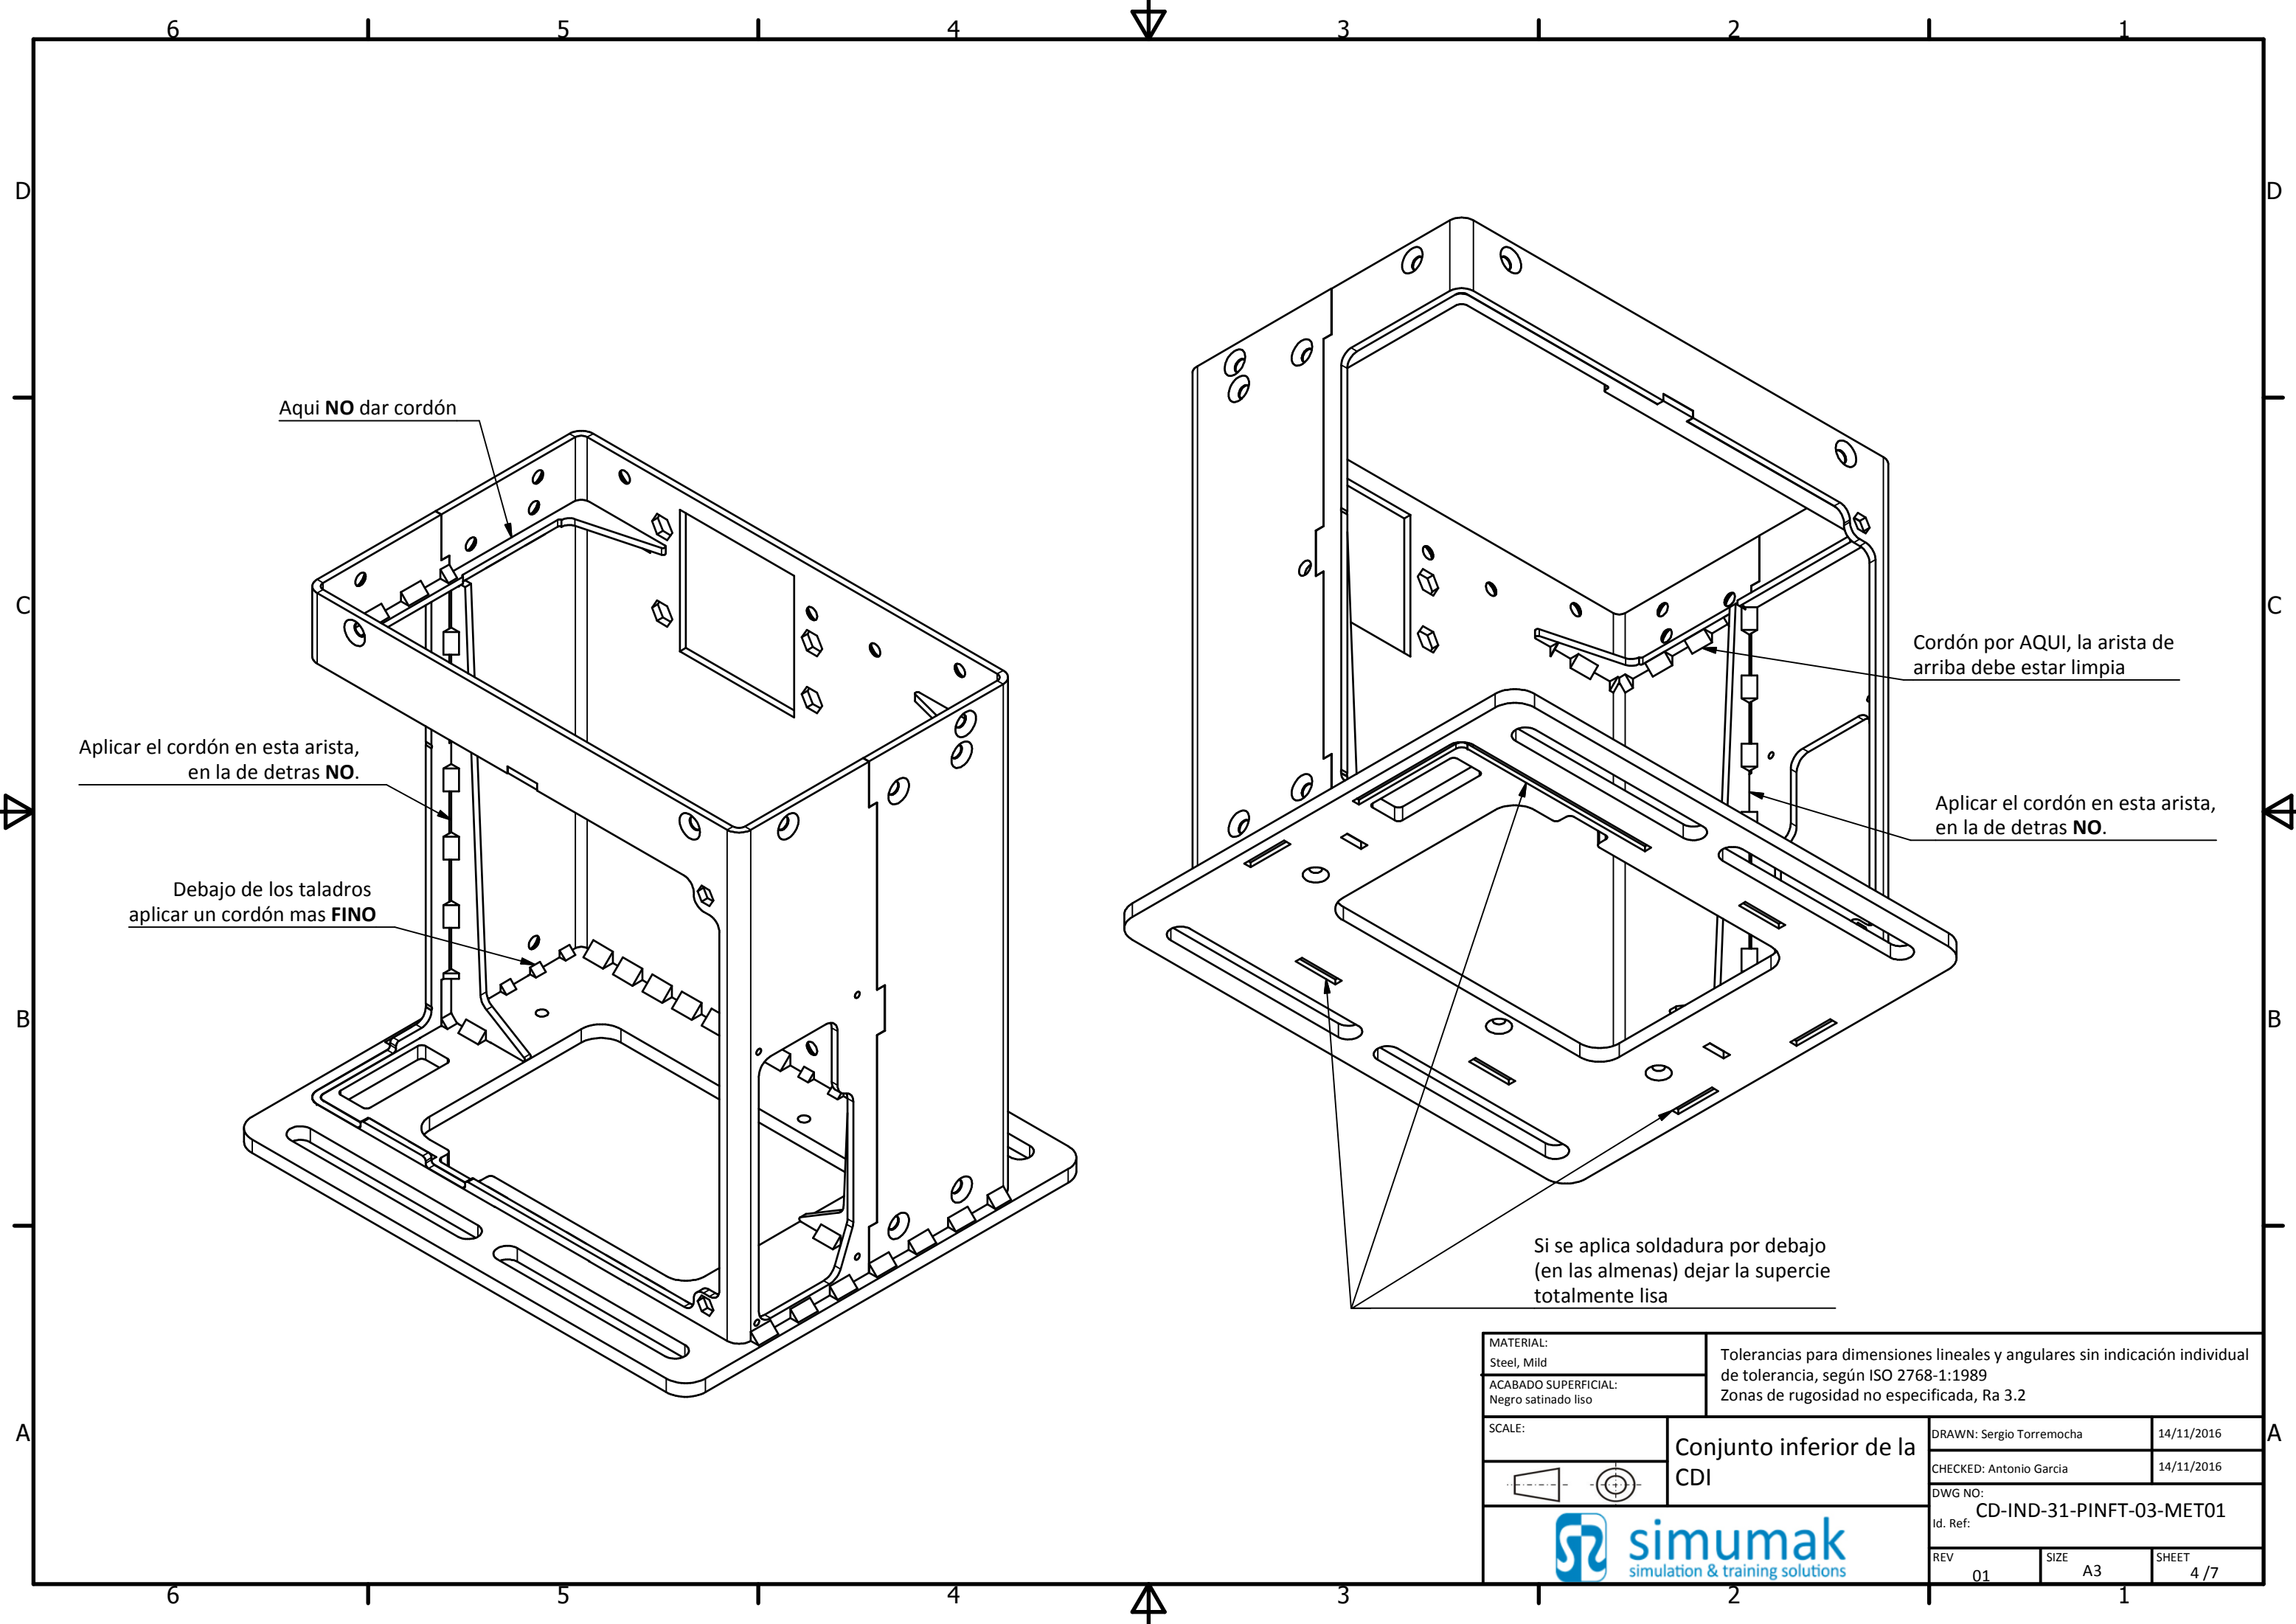 6 5 4 3 2 1
D D
Aqui NO dar cordón
C C
Cordón por AQUI, la arista de
arriba debe estar limpia
Aplicar el cordón en esta arista,
en la de detras NO.
Aplicar el cordón en esta arista,
en la de detras NO.
Debajo de los taladros
aplicar un cordón mas FINO
B B
Si se aplica soldadura por debajo
(en las almenas) dejar la supercie
totalmente lisa
MATERIAL:
Steel, Mild
ACABADO SUPERFICIAL:
Negro satinado liso
Tolerancias para dimensiones lineales y angulares sin indicación individual
de tolerancia, según ISO 2768-1:1989
Zonas de rugosidad no especificada, Ra 3.2
A A
SCALE:
Conjunto inferior de la
CDI
DRAWN: Sergio Torremocha 14/11/2016
CHECKED: Antonio Garcia 14/11/2016
DWG NO:
CD-IND-31-PINFT-03-MET01
Id. Ref:
simumak
simulation & training solutions
REV SIZE SHEET
01 A3 4 /7
6 5 4 3 2 1